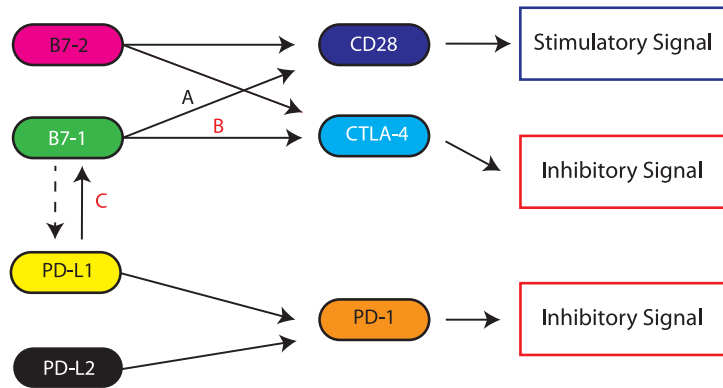 B7-2
CD28
Stimulatory Signal
A
B7-1
B
CTLA-4
Inhibitory Signal
C
PD-L1
PD-1
Inhibitory Signal
PD-L2